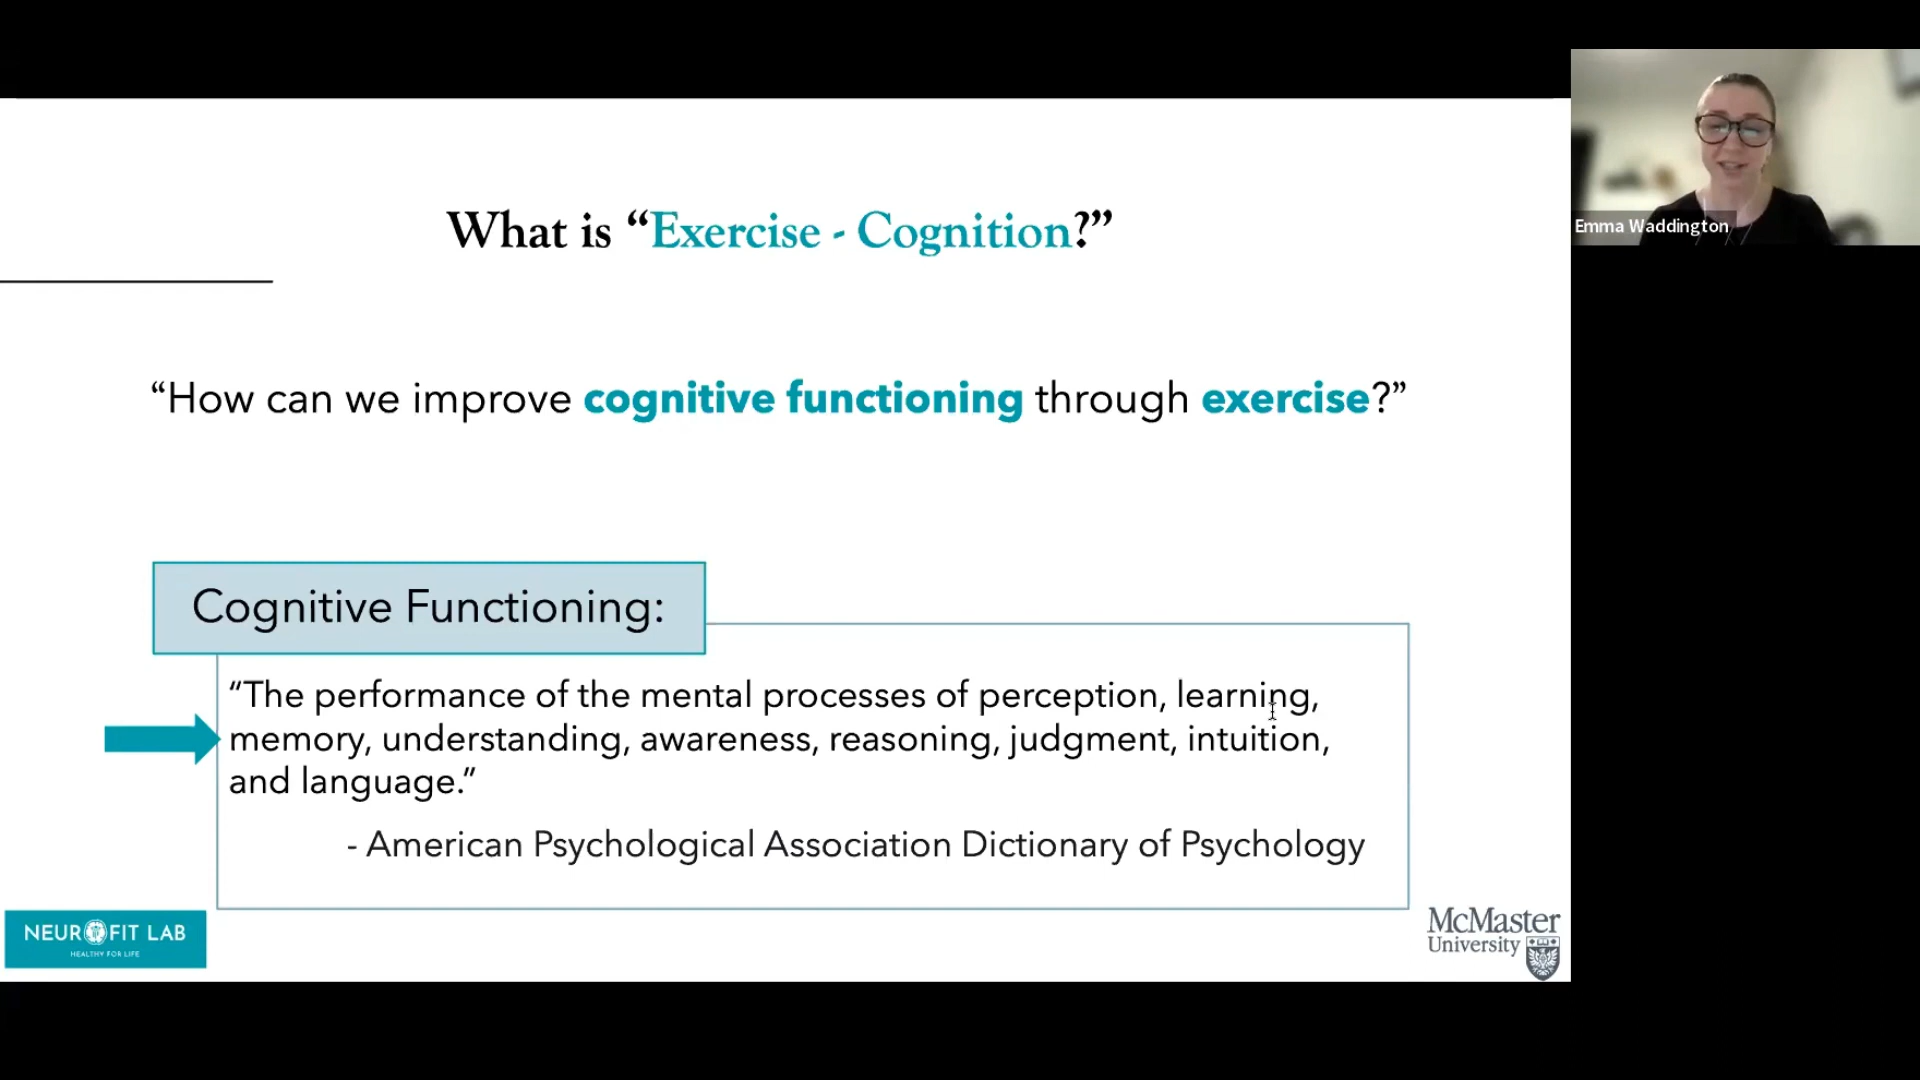 What is “Exercise - Cognition?”
“How can we improve cognitive functioning through exercise?”
Cognitive Functioning:
“The performance of the mental processes of perception, learning,
memory, understanding, awareness, reasoning, judgment, intuition,
and language.”
- American Psychological Association Dictionary of Psychology
NEUROFIT LAB
HEALTHY FOR LIFE
McMaster
University
Emma Waddington